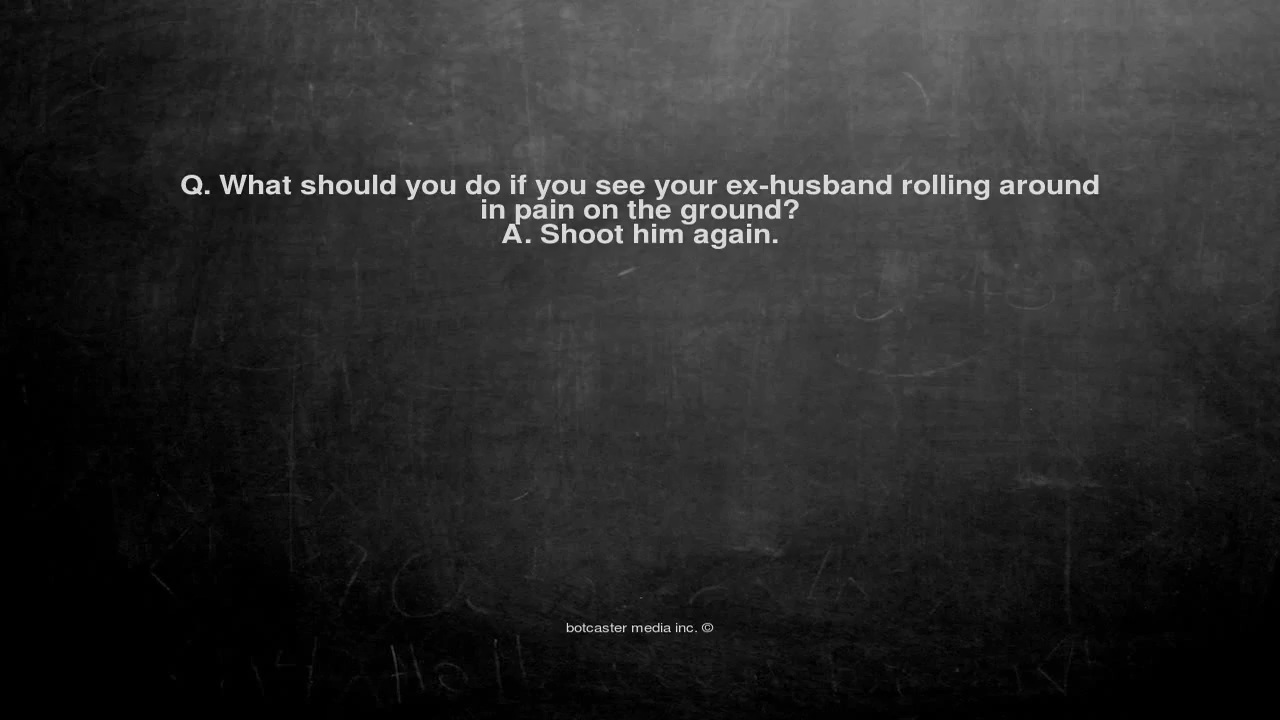 Q. What should you do if you see your ex-husband rolling around
in pain on the ground?
A. Shoot him again.
botcaster media inc. ©